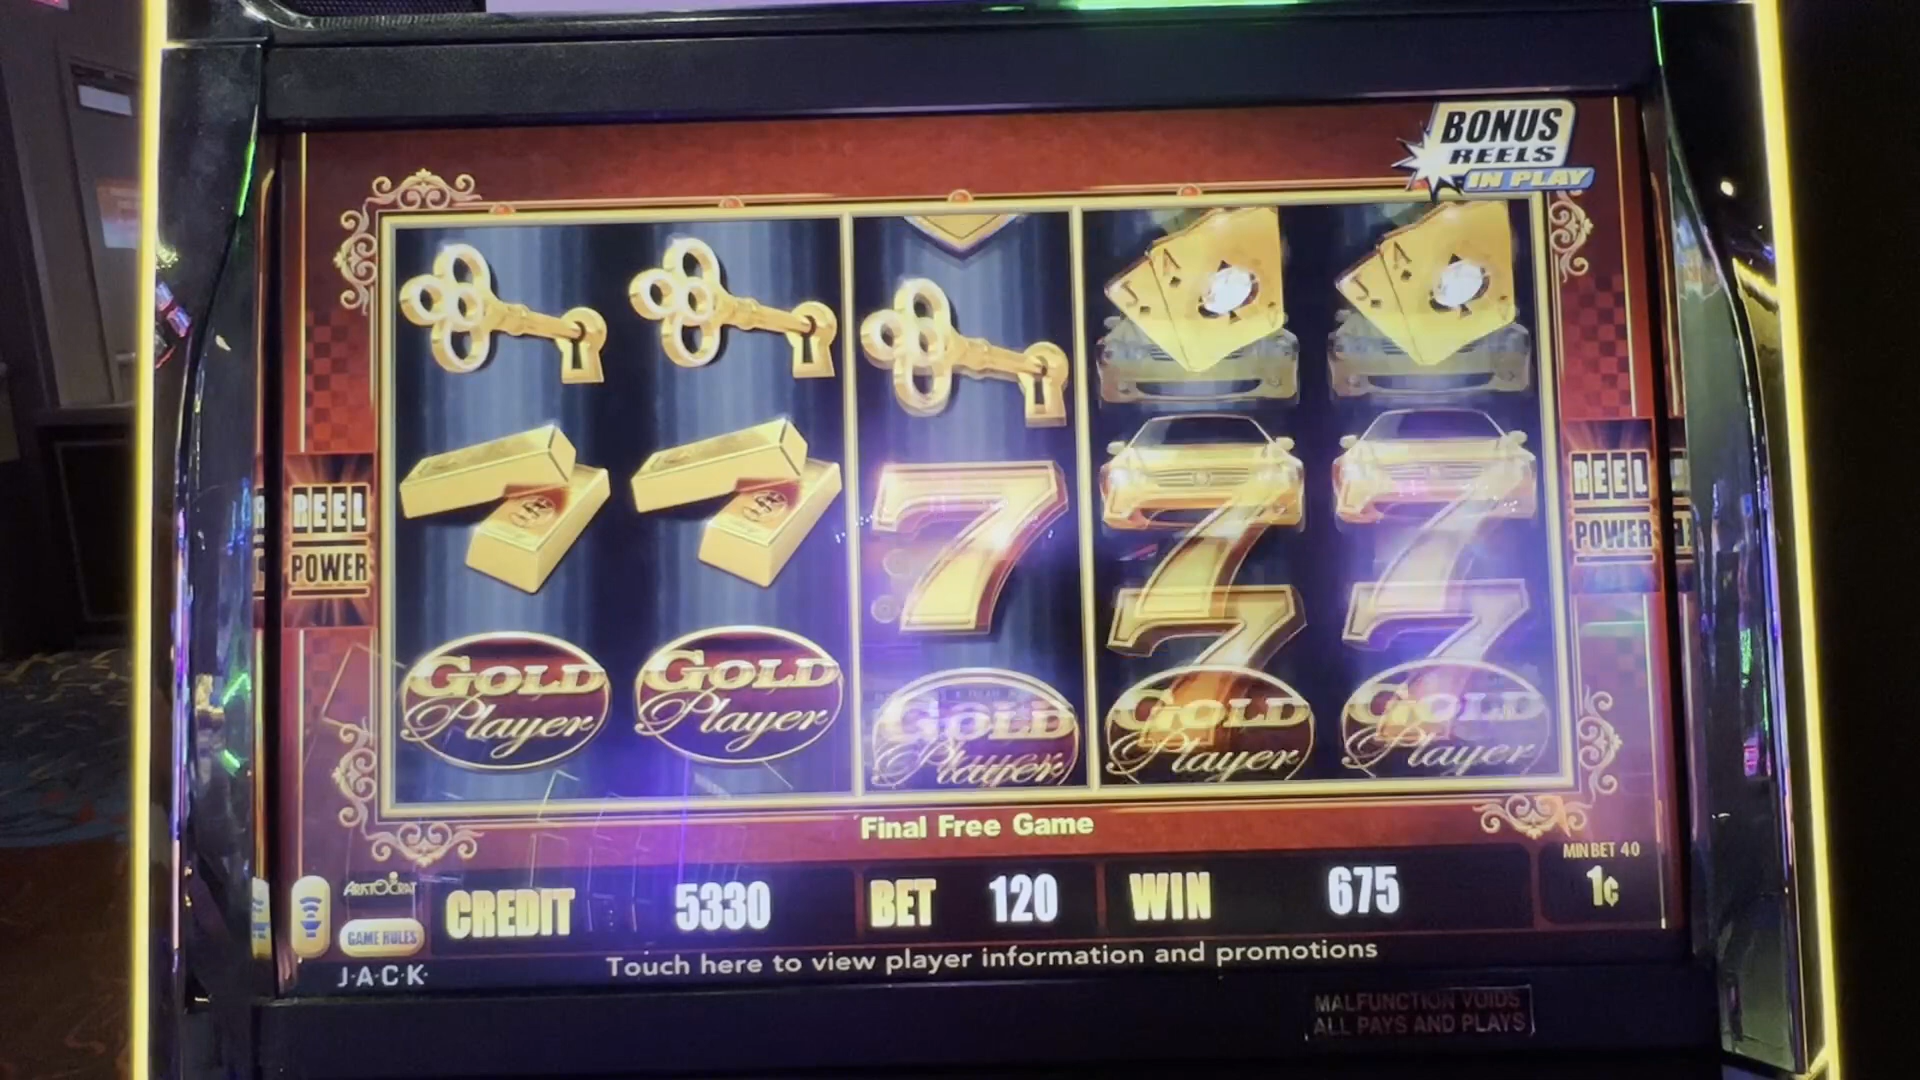 BONUS
REELS
IN PLAY
REEL
POWER
REEL
POWER
GOLD
Player
GOLD
Player
GOLD
Player
GOLD
Player
GOLD
Player
Final Free Game
MIN BET 40
1¢
ARISTOCRAT
GAME RULES
CREDIT 5330 BET 120 WIN 675
J·A·C·K·
Touch here to view player information and promotions
MALFUNCTION VOIDS
ALL PAYS AND PLAYS